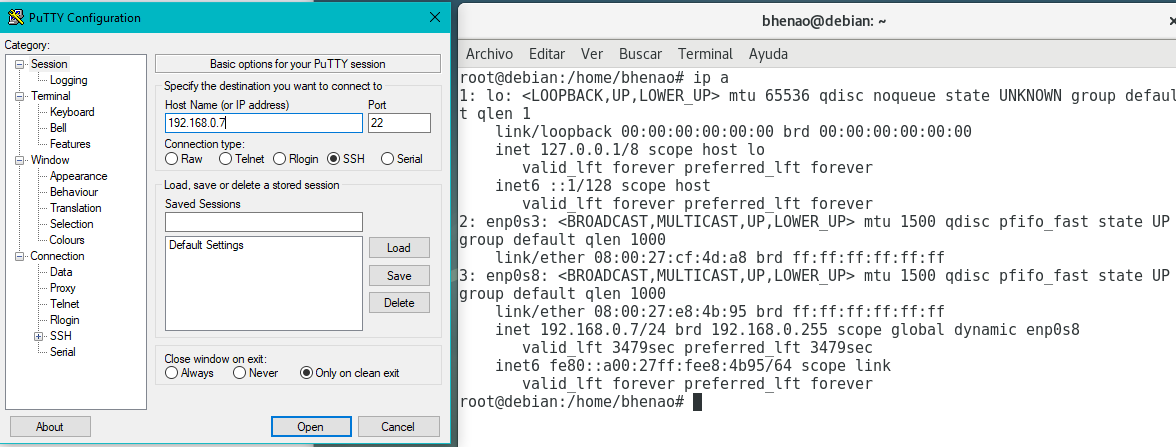 PuTTY Configuration
Category:
Session
Logging
Terminal
Keyboard
Bell
Features
Window
Appearance
Behaviour
Translation
Selection
Colours
Connection
Data
Proxy
Telnet
Rlogin
SSH
Serial
Basic options for your PuTTY session
Specify the destination you want to connect to
Host Name (or IP address) Port
192.168.0.7 22
Connection type:
Raw Telnet Rlogin SSH Serial
Load, save or delete a stored session
Saved Sessions
Default Settings
Load
Save
Delete
Close window on exit:
Always Never Only on clean exit
About Open Cancel
bhenao@debian: ~
Archivo Editar Ver Buscar Terminal Ayuda
root@debian:/home/bhenao# ip a
1: lo: <LOOPBACK,UP,LOWER_UP> mtu 65536 qdisc noqueue state UNKNOWN group defaul
t qlen 1
link/loopback 00:00:00:00:00:00 brd 00:00:00:00:00:00
inet 127.0.0.1/8 scope host lo
valid_lft forever preferred_lft forever
inet6 ::1/128 scope host
valid_lft forever preferred_lft forever
2: enp0s3: <BROADCAST,MULTICAST,UP,LOWER_UP> mtu 1500 qdisc pfifo_fast state UP
group default qlen 1000
link/ether 08:00:27:cf:4d:a8 brd ff:ff:ff:ff:ff:ff
3: enp0s8: <BROADCAST,MULTICAST,UP,LOWER_UP> mtu 1500 qdisc pfifo_fast state UP
group default qlen 1000
link/ether 08:00:27:e8:4b:95 brd ff:ff:ff:ff:ff:ff
inet 192.168.0.7/24 brd 192.168.0.255 scope global dynamic enp0s8
valid_lft 3479sec preferred_lft 3479sec
inet6 fe80::a00:27ff:fee8:4b95/64 scope link
valid_lft forever preferred_lft forever
root@debian:/home/bhenao#